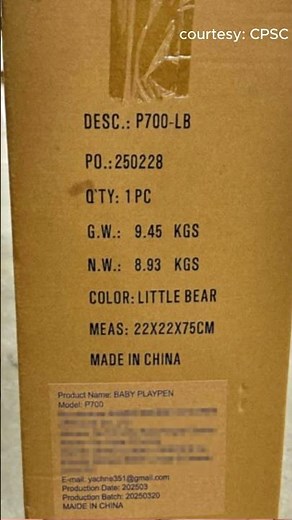 courtesy: CPSC
DESC.: P700-LB
PO.: 250228
Q'TY: 1 PC
G.W.: 9.45 KGS
N.W.: 8.93 KGS
COLOR: LITTLE BEAR
MEAS: 22X22X75CM
MADE IN CHINA
Product Name: BABY PLAYPEN
Model: P700
E-mail: yachne351@gmail.com
Production Date: 202503
Production Batch: 20250320
MAIDE IN CHINA